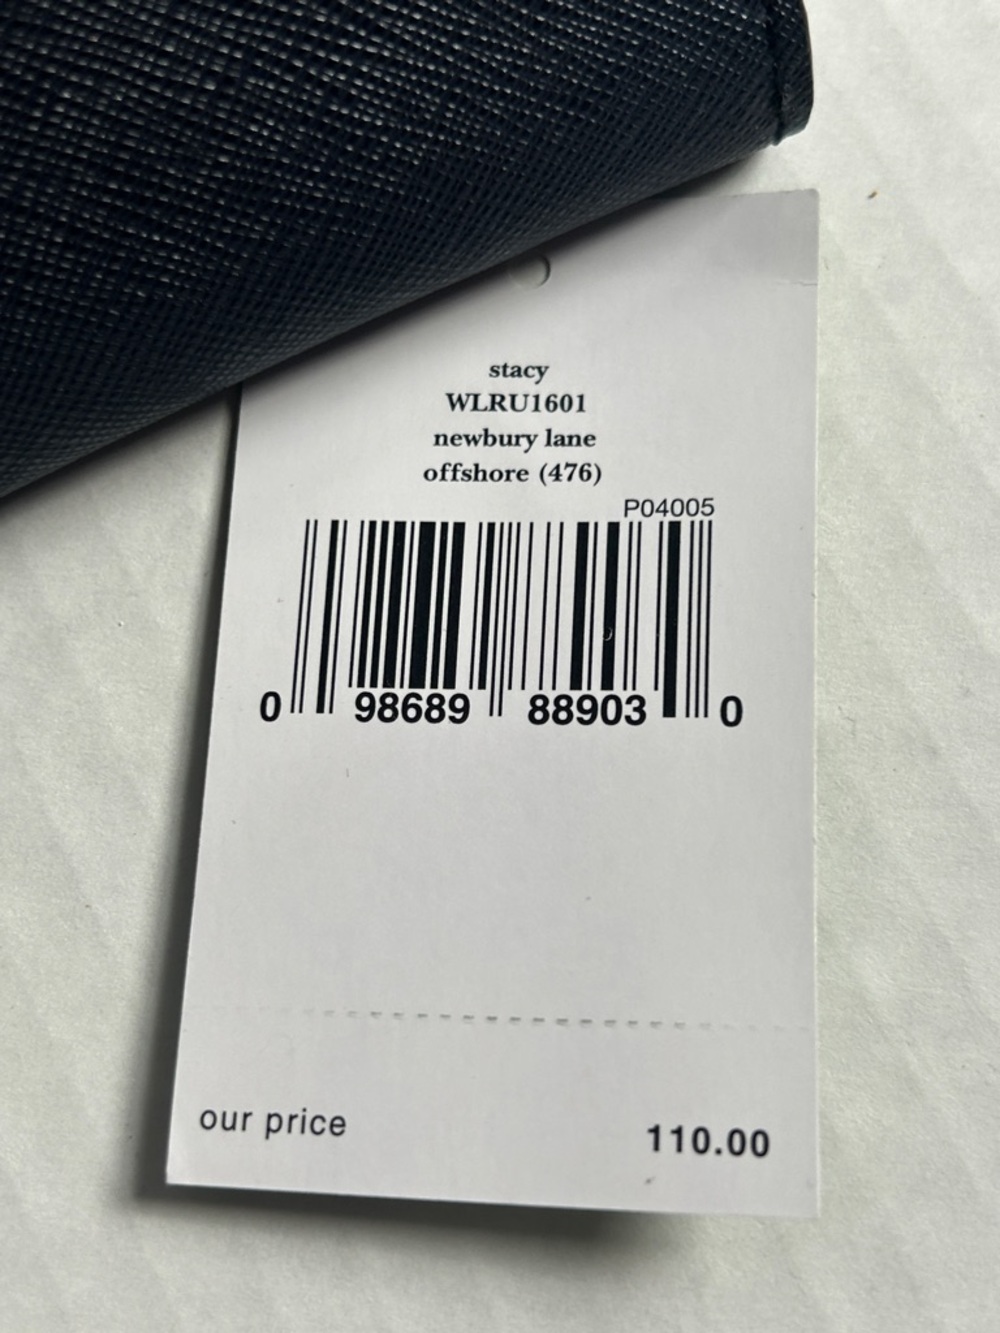 stacy
WLRU1601
newbury lane
offshore (476)
P04005
0 98689 88903 0
our price 110.00